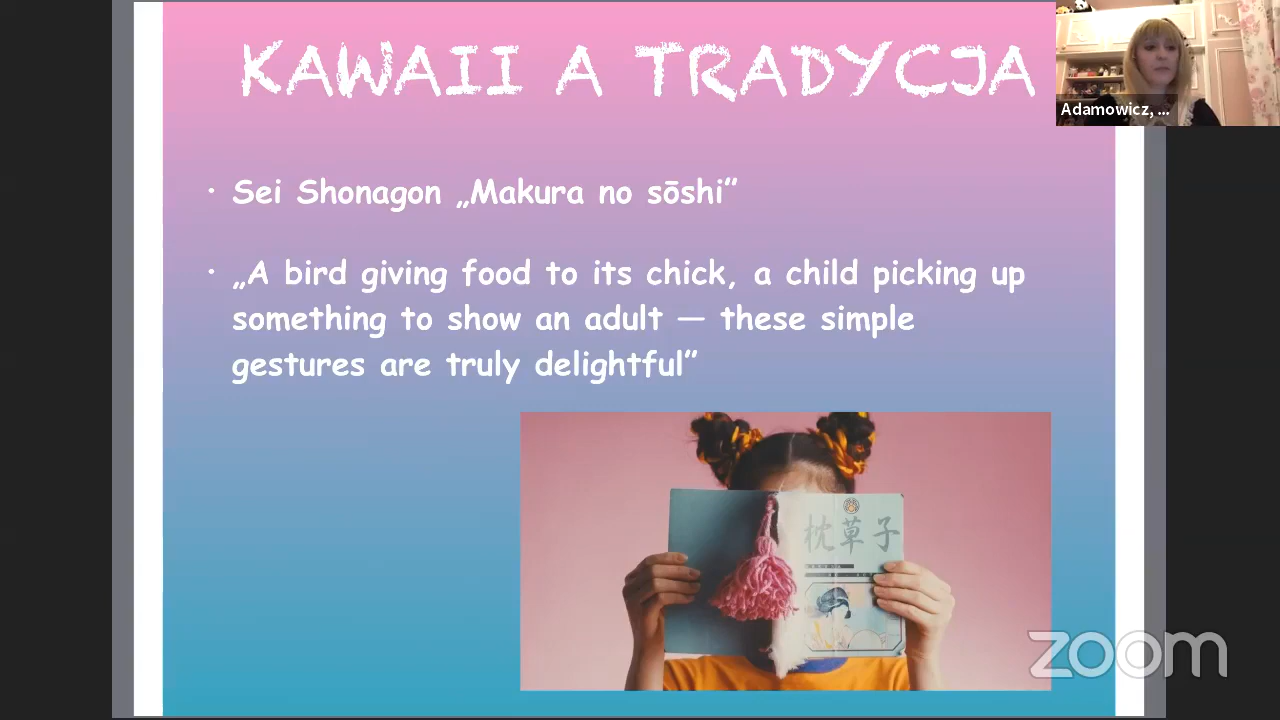 KAWAII A TRADYCJA
Adamowicz, ...
• Sei Shonagon „Makura no sōshi”
• „A bird giving food to its chick, a child picking up
something to show an adult — these simple
gestures are truly delightful”
枕草子
zoom